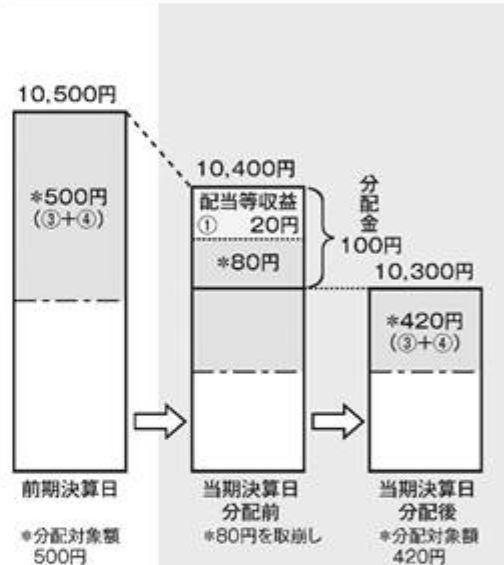 10,500円
*500円
(③+④)
10,400円
配当等収益
① 20円
*80円
分配金
100円
10,300円
*420円
(③+④)
前期決算日
当期決算日
分配前
当期決算日
分配後
*分配対象額
500円
*80円を取崩し
*分配対象額
420円